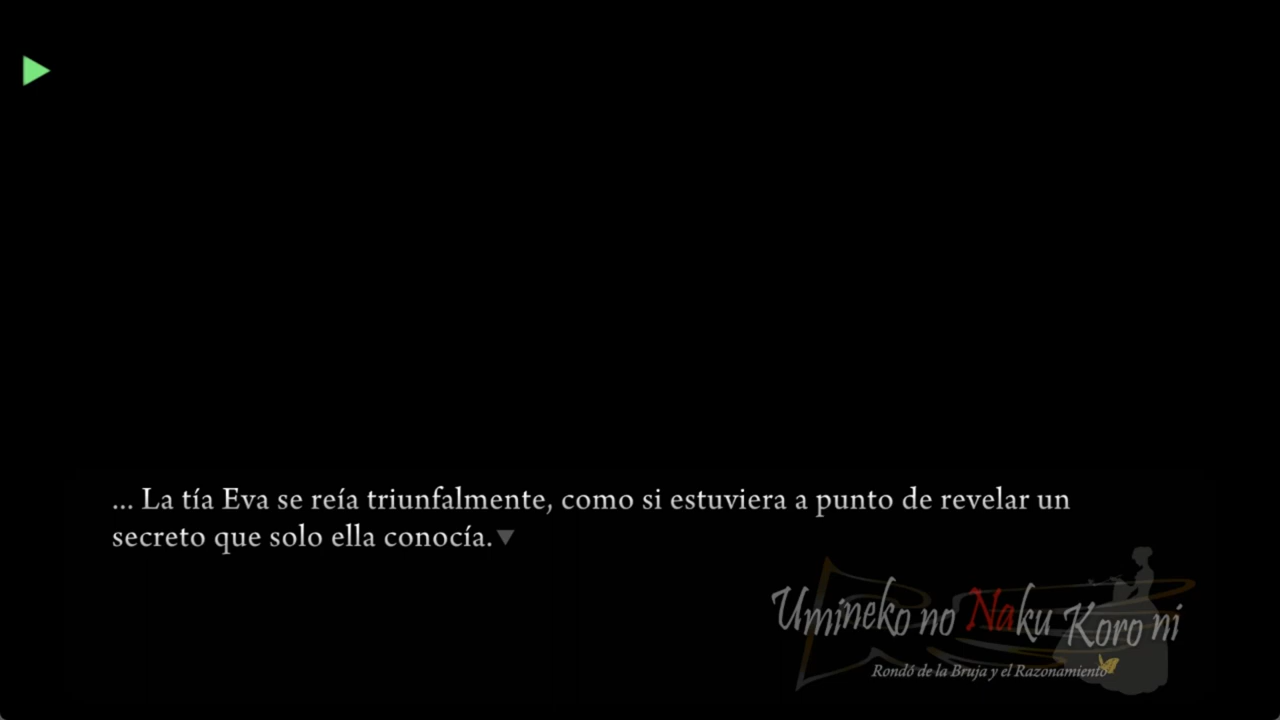 ... La tía Eva se reía triunfalmente, como si estuviera a punto de revelar un
secreto que solo ella conocía.
Umineko no Naku Koro ni
Rondó de la Bruja y el Razonamiento